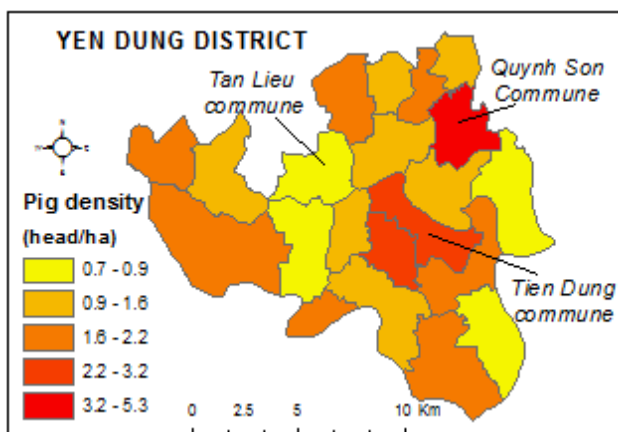 YEN DUNG DISTRICT
Tan Lieu
commune
Quynh Son
Commune
N
E
Pig density
(head/ha)
0.7 - 0.9
0.9 - 1.6
1.6 - 2.2
2.2 - 3.2
3.2 - 5.3
Tien Dung
commune
0 2.5 5 10 Km